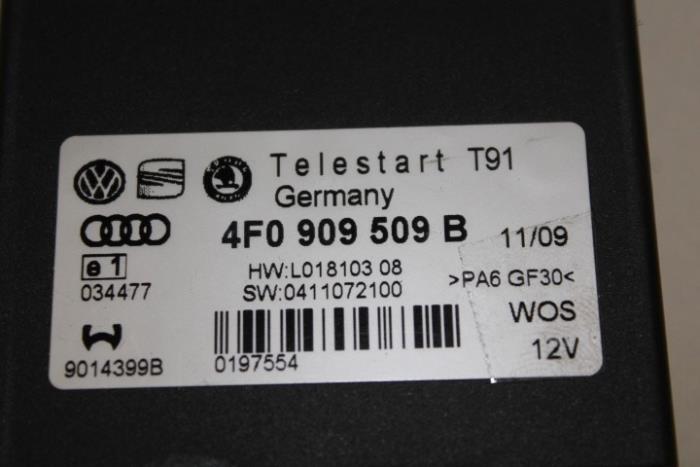 Telestart T91
Germany
4F0 909 509 B
11/09
e1
034477
HW:L018103 08
SW:0411072100
>PA6 GF30<
WOS
12V
9014399B
0197554